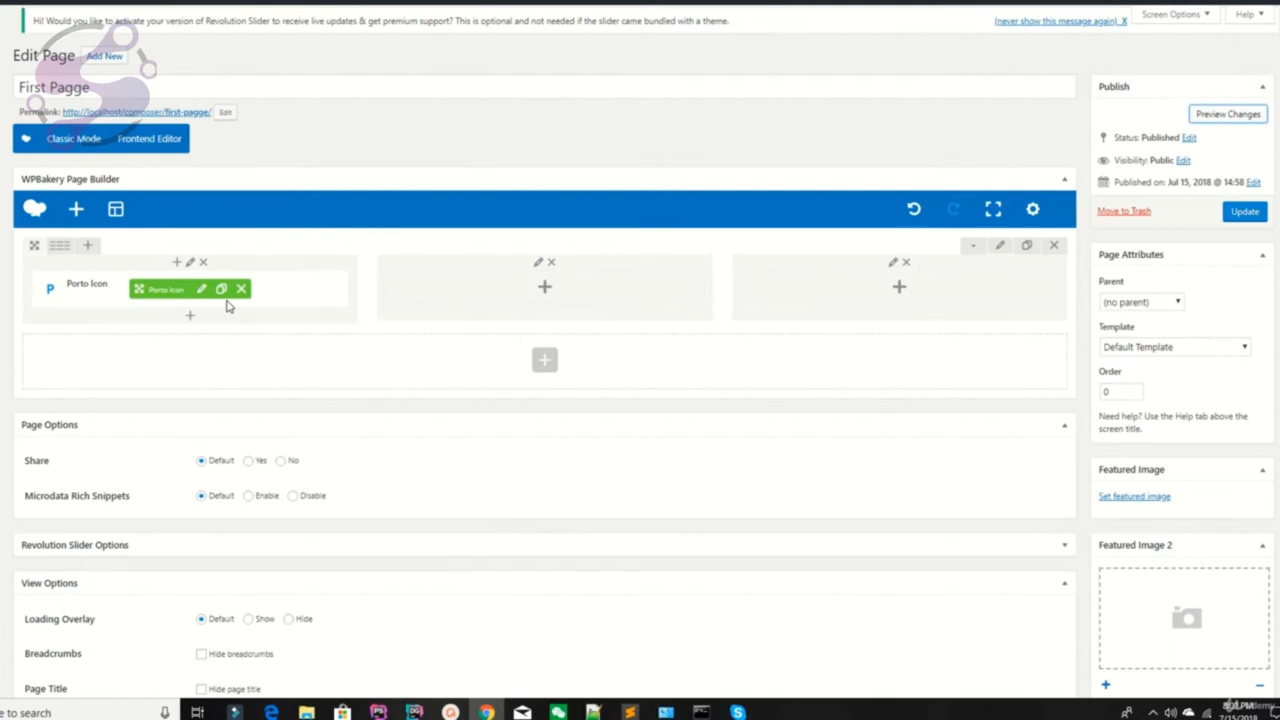 Hi! Would you like to activate your version of Revolution Slider to receive live updates & get premium support? This is optional and not needed if the slider came bundled with a theme.
(never show this message again) X
Screen Options
Help
Edit Page
Add New
First Pagge
Permalink: http://localhost/composer/first-pagge/
Edit
Classic Mode
Frontend Editor
WPBakery Page Builder
Porto Icon
Porto Icon
Page Options
Share
Default
Yes
No
Microdata Rich Snippets
Default
Enable
Disable
Revolution Slider Options
View Options
Loading Overlay
Default
Show
Hide
Breadcrumbs
Hide breadcrumbs
Page Title
Hide page title
Publish
Preview Changes
Status: Published Edit
Visibility: Public Edit
Published on: Jul 15, 2018 @ 14:58 Edit
Move to Trash
Update
Page Attributes
Parent
(no parent)
Template
Default Template
Order
0
Need help? Use the Help tab above the
screen title.
Featured Image
Set featured image
Featured Image 2
e to search
7/15/2018